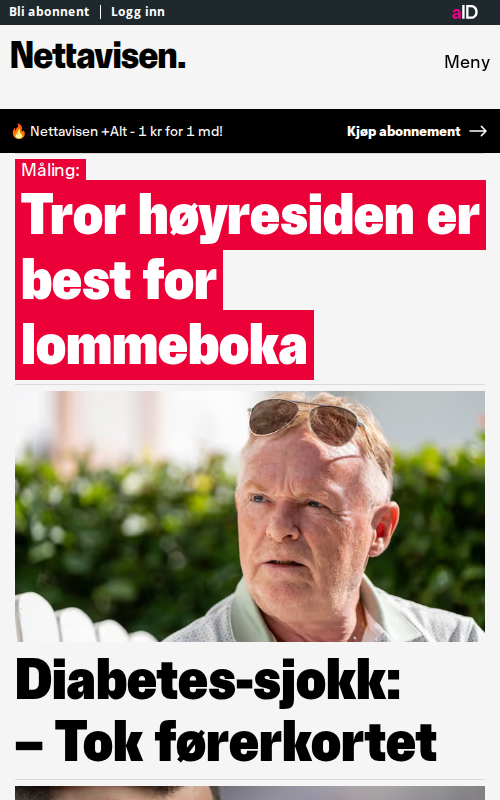 Bli abonnent | Logg inn
aID
Nettavisen.
Meny
🔥 Nettavisen +Alt - 1 kr for 1 md!
Kjøp abonnement →
Måling:
Tror høyresiden er
best for
lommeboka
Diabetes-sjokk:
– Tok førerkortet